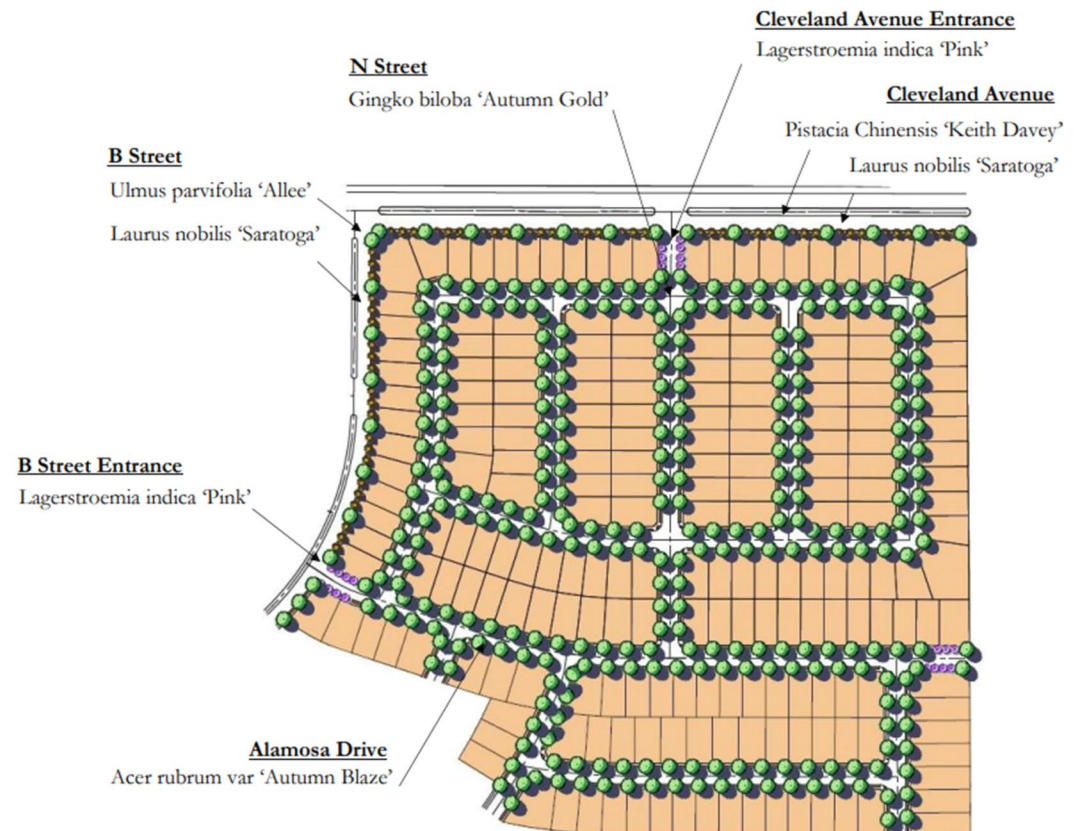 Cleveland Avenue Entrance
Lagerstroemia indica ‘Pink’
N Street
Gingko biloba ‘Autumn Gold’
Cleveland Avenue
Pistacia Chinensis ‘Keith Davey’
Laurus nobilis ‘Saratoga’
B Street
Ulmus parvifolia ‘Allee’
Laurus nobilis ‘Saratoga’
B Street Entrance
Lagerstroemia indica ‘Pink’
Alamosa Drive
Acer rubrum var ‘Autumn Blaze’